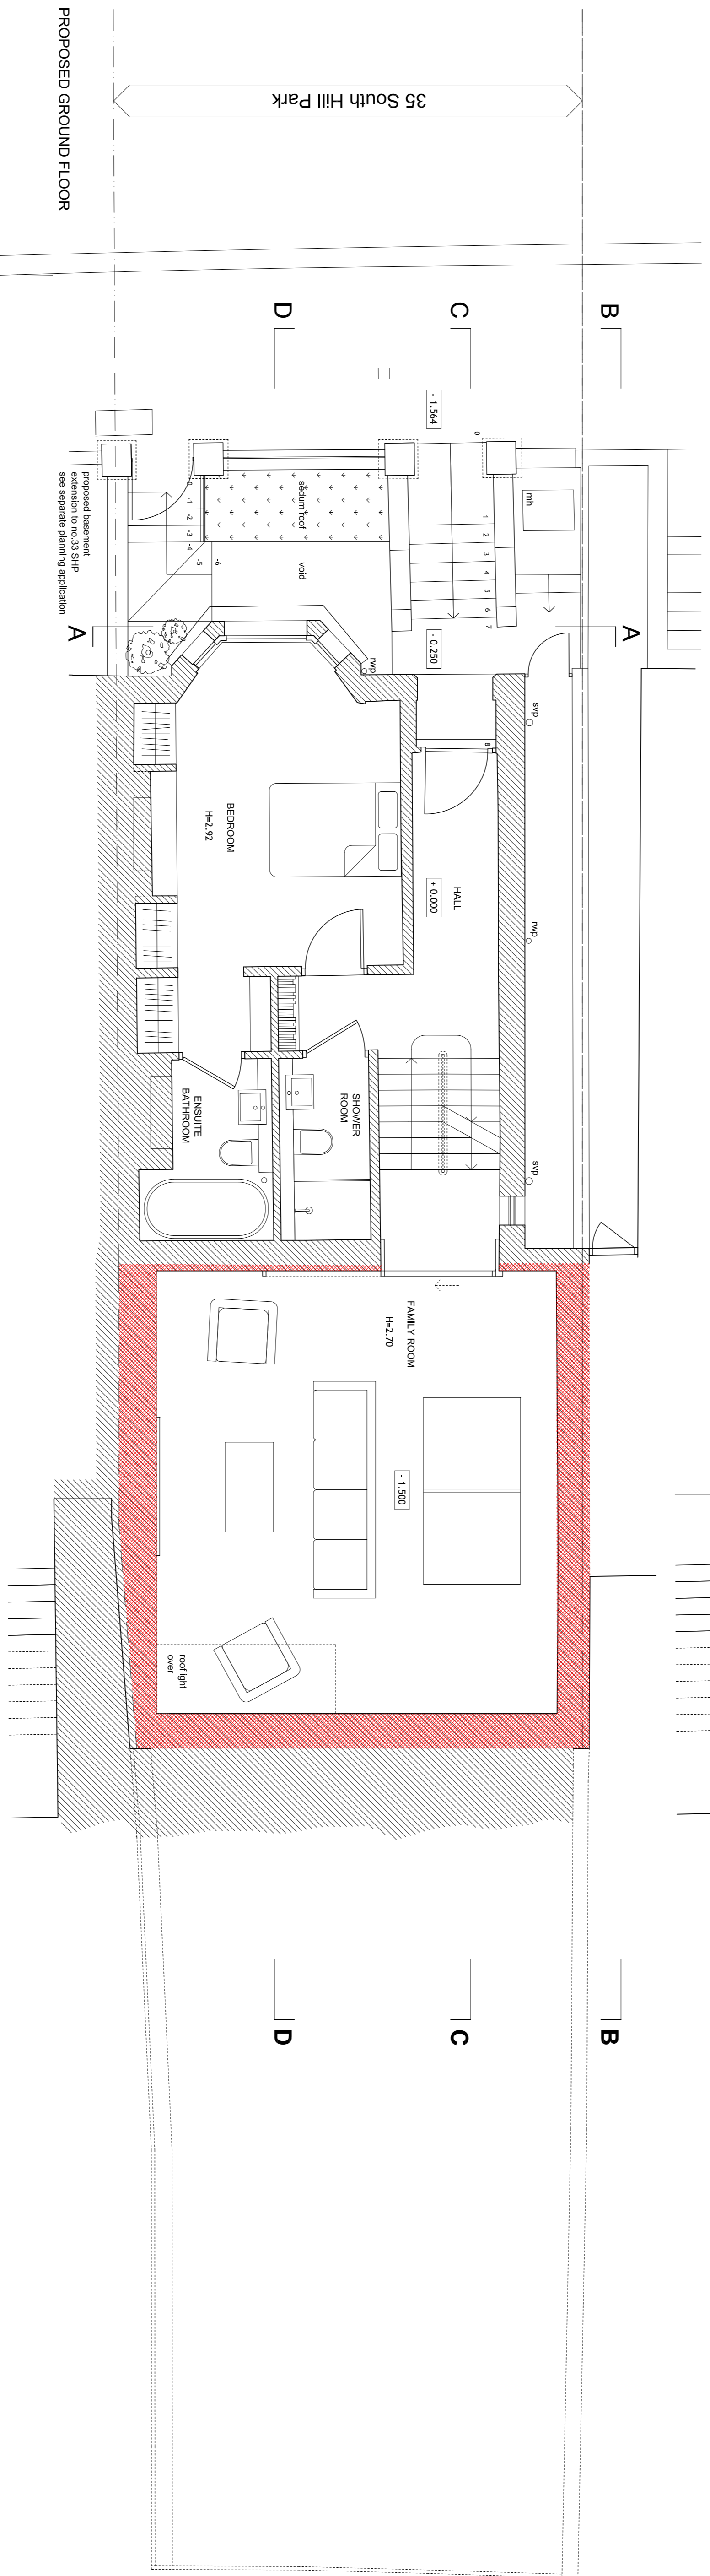 PROPOSED GROUND FLOOR
35 South Hill Park
B
C
D
- 1.564
0
1
2
3
4
5
6
7
mh
sedum roof
void
0
-1
-2
-3
-4
-5
-6
proposed basement
extension to no.33 SHP
see separate planning application
A
A
- 0.250
rwp
svp
8
BEDROOM
H=2.92
HALL
+ 0.000
rwp
SHOWER
ROOM
ENSUITE
BATHROOM
svp
FAMILY ROOM
H=2.70
- 1.500
rooflight
over
B
C
D